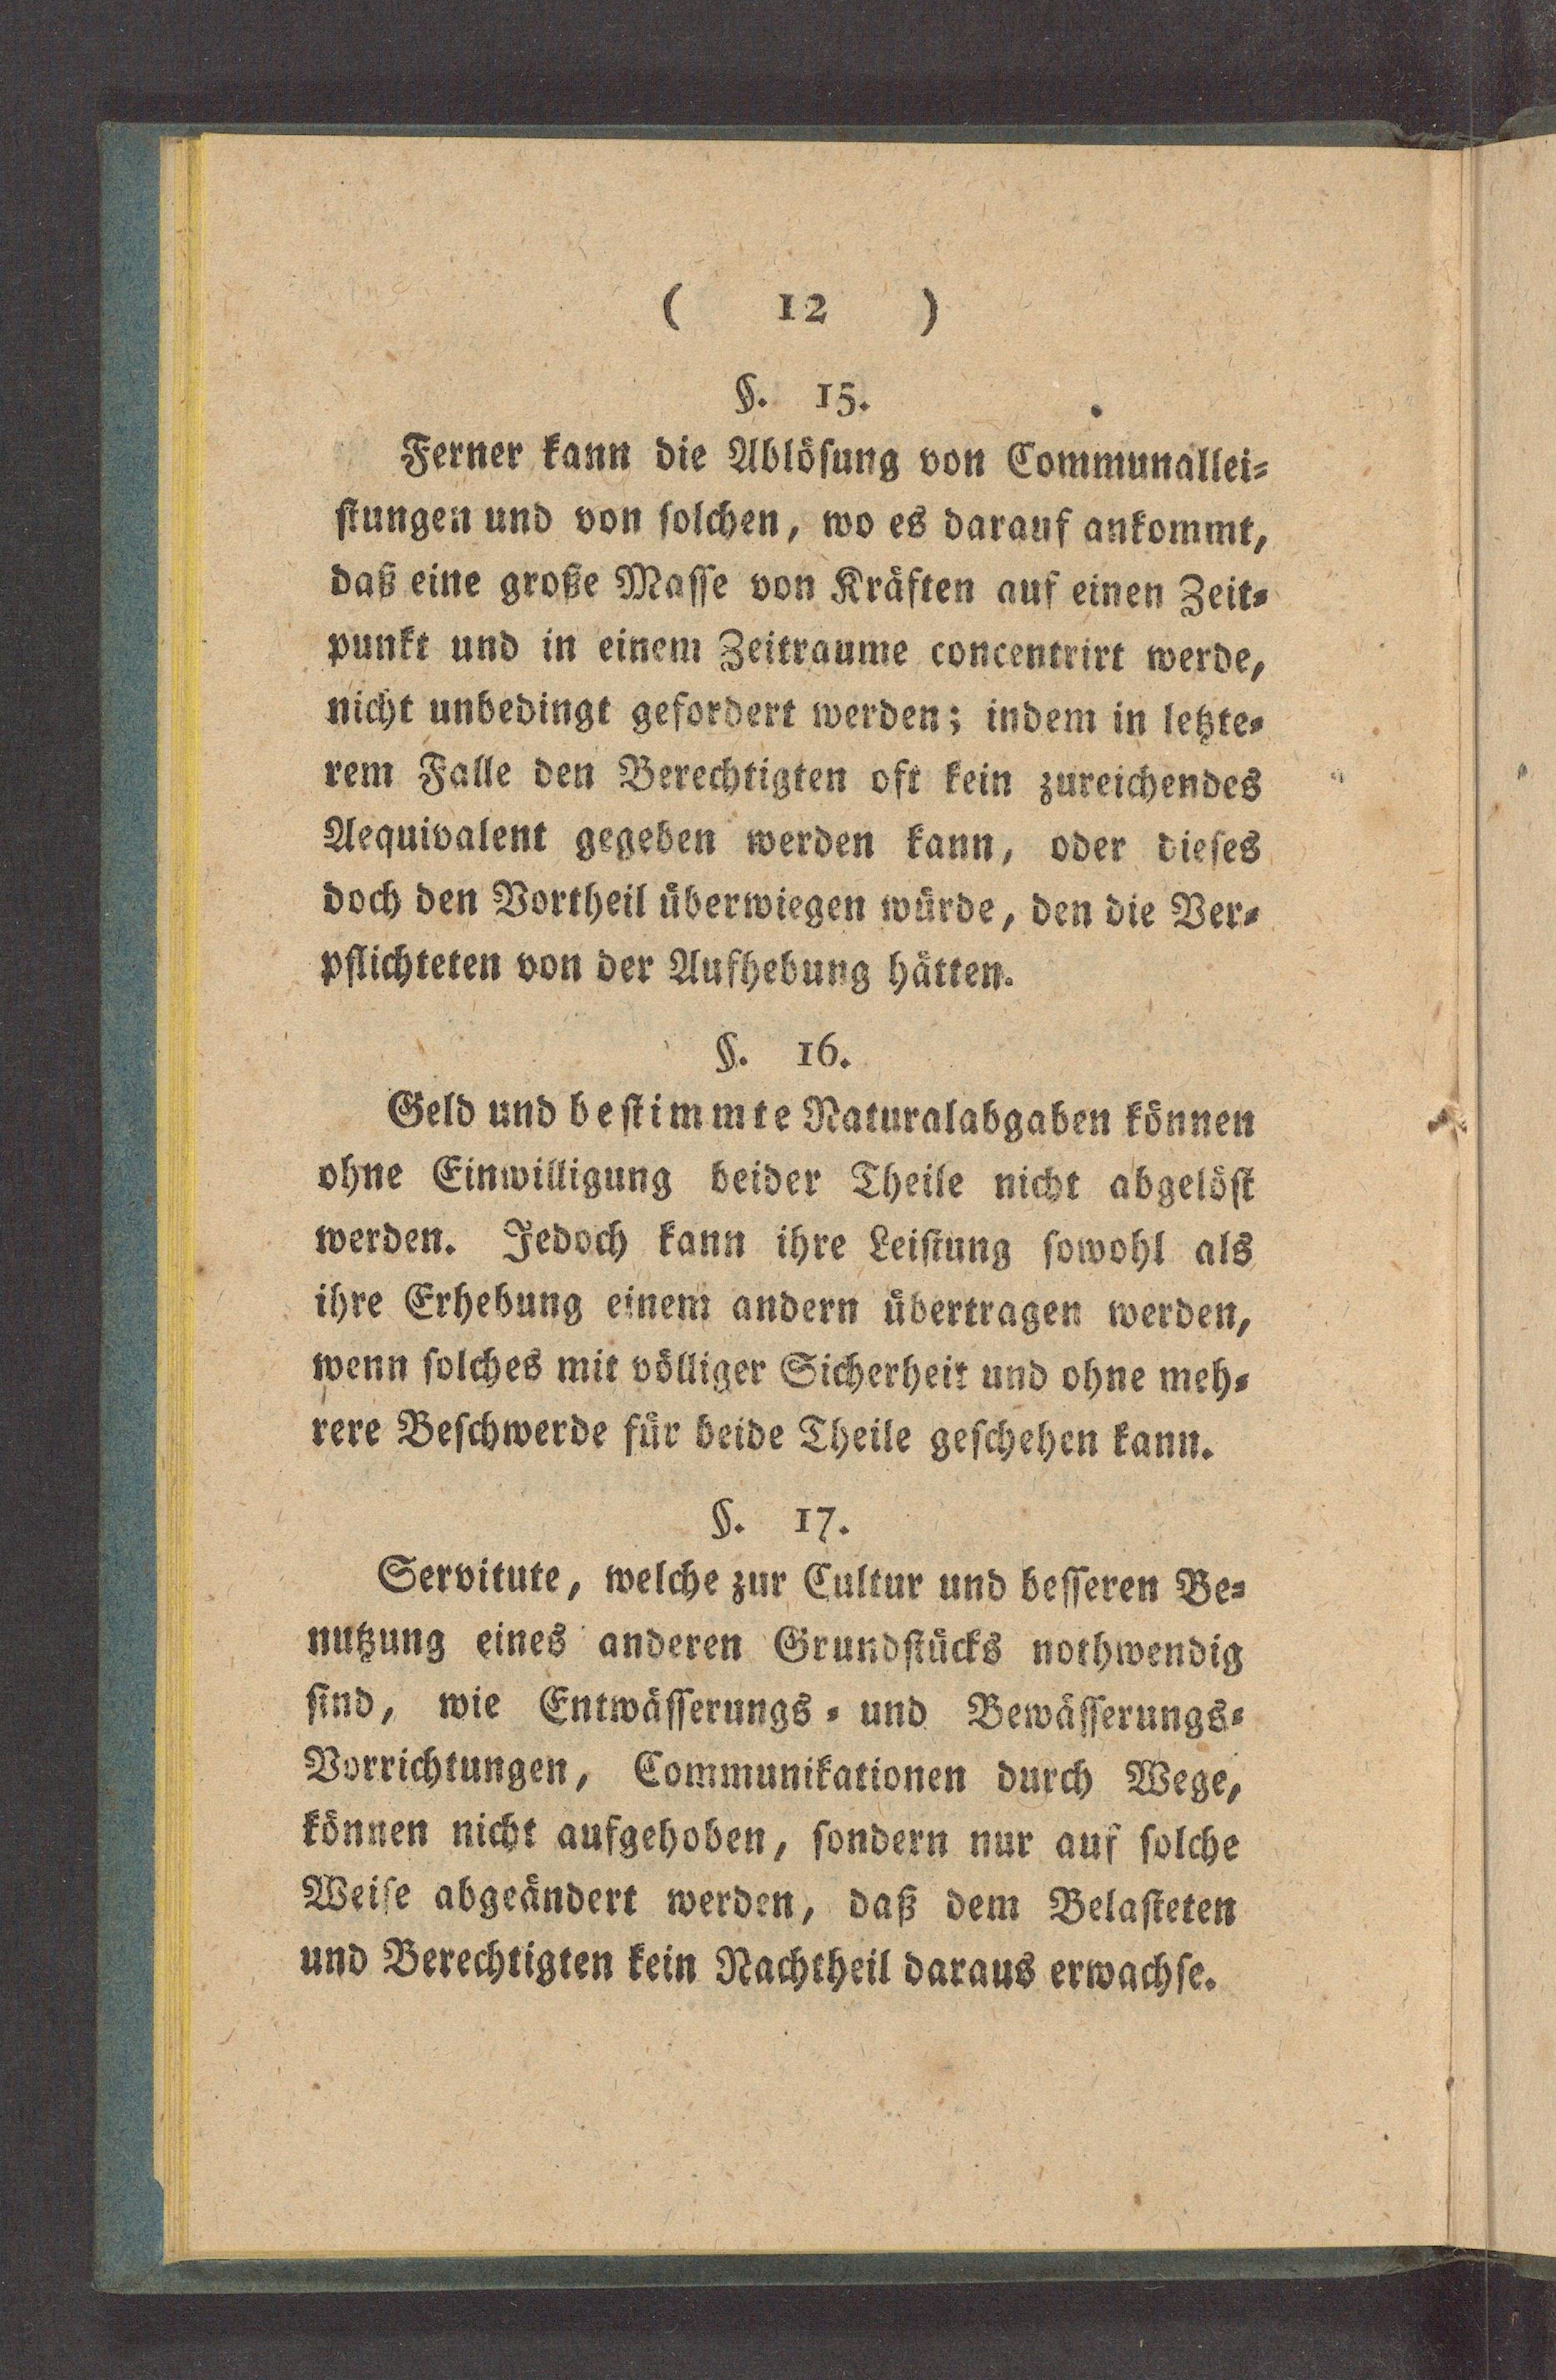 ( 12 )
§. 15.
Ferner kann die Ablöſung von Communallei⸗
ſtungen und von ſolchen, wo es darauf ankommt,
daß eine große Maſſe von Kräften auf einen Zeit⸗
punkt und in einem Zeitraume concentrirt werde,
nicht unbedingt gefordert werden; indem in letzte⸗
rem Falle den Berechtigten oft kein zureichendes
Aequivalent gegeben werden kann, oder dieſes
doch den Vortheil überwiegen würde, den die Ver⸗
pflichteten von der Aufhebung hätten.
§. 16.
Geld und beſtimmte Naturalabgaben können
ohne Einwilligung beider Theile nicht abgelöſt
werden. Jedoch kann ihre Leiſtung ſowohl als
ihre Erhebung einem andern übertragen werden,
wenn ſolches mit völliger Sicherheit und ohne meh⸗
rere Beſchwerde für beide Theile geſchehen kann.
§. 17.
Servitute, welche zur Cultur und beſſeren Be⸗
nutzung eines anderen Grundſtücks nothwendig
ſind, wie Entwäſſerungs⸗ und Bewäſſerungs⸗
Vorrichtungen, Communikationen durch Wege,
können nicht aufgehoben, ſondern nur auf ſolche
Weiſe abgeändert werden, daß dem Belaſteten
und Berechtigten kein Nachtheil daraus erwachſe.